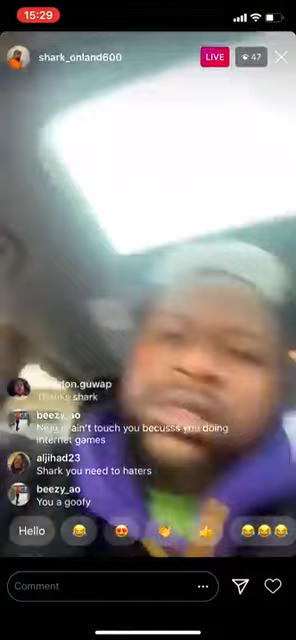 15:29
shark_onland600
LIVE
47
ton.guwap
Thanks shark
beezy_ao
ain't touch you becusss you doing
internet games
aljihad23
Shark you need to haters
beezy_ao
You a goofy
Hello
Comment